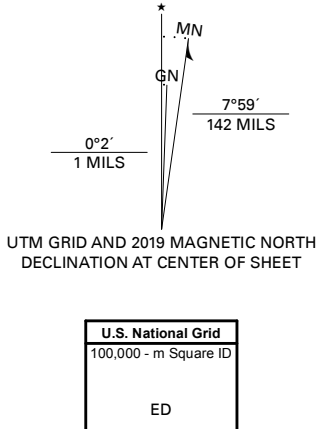 ★
MN
GN
7°59´
142 MILS
0°2´
1 MILS
UTM GRID AND 2019 MAGNETIC NORTH
DECLINATION AT CENTER OF SHEET
U.S. National Grid
100,000 - m Square ID
ED